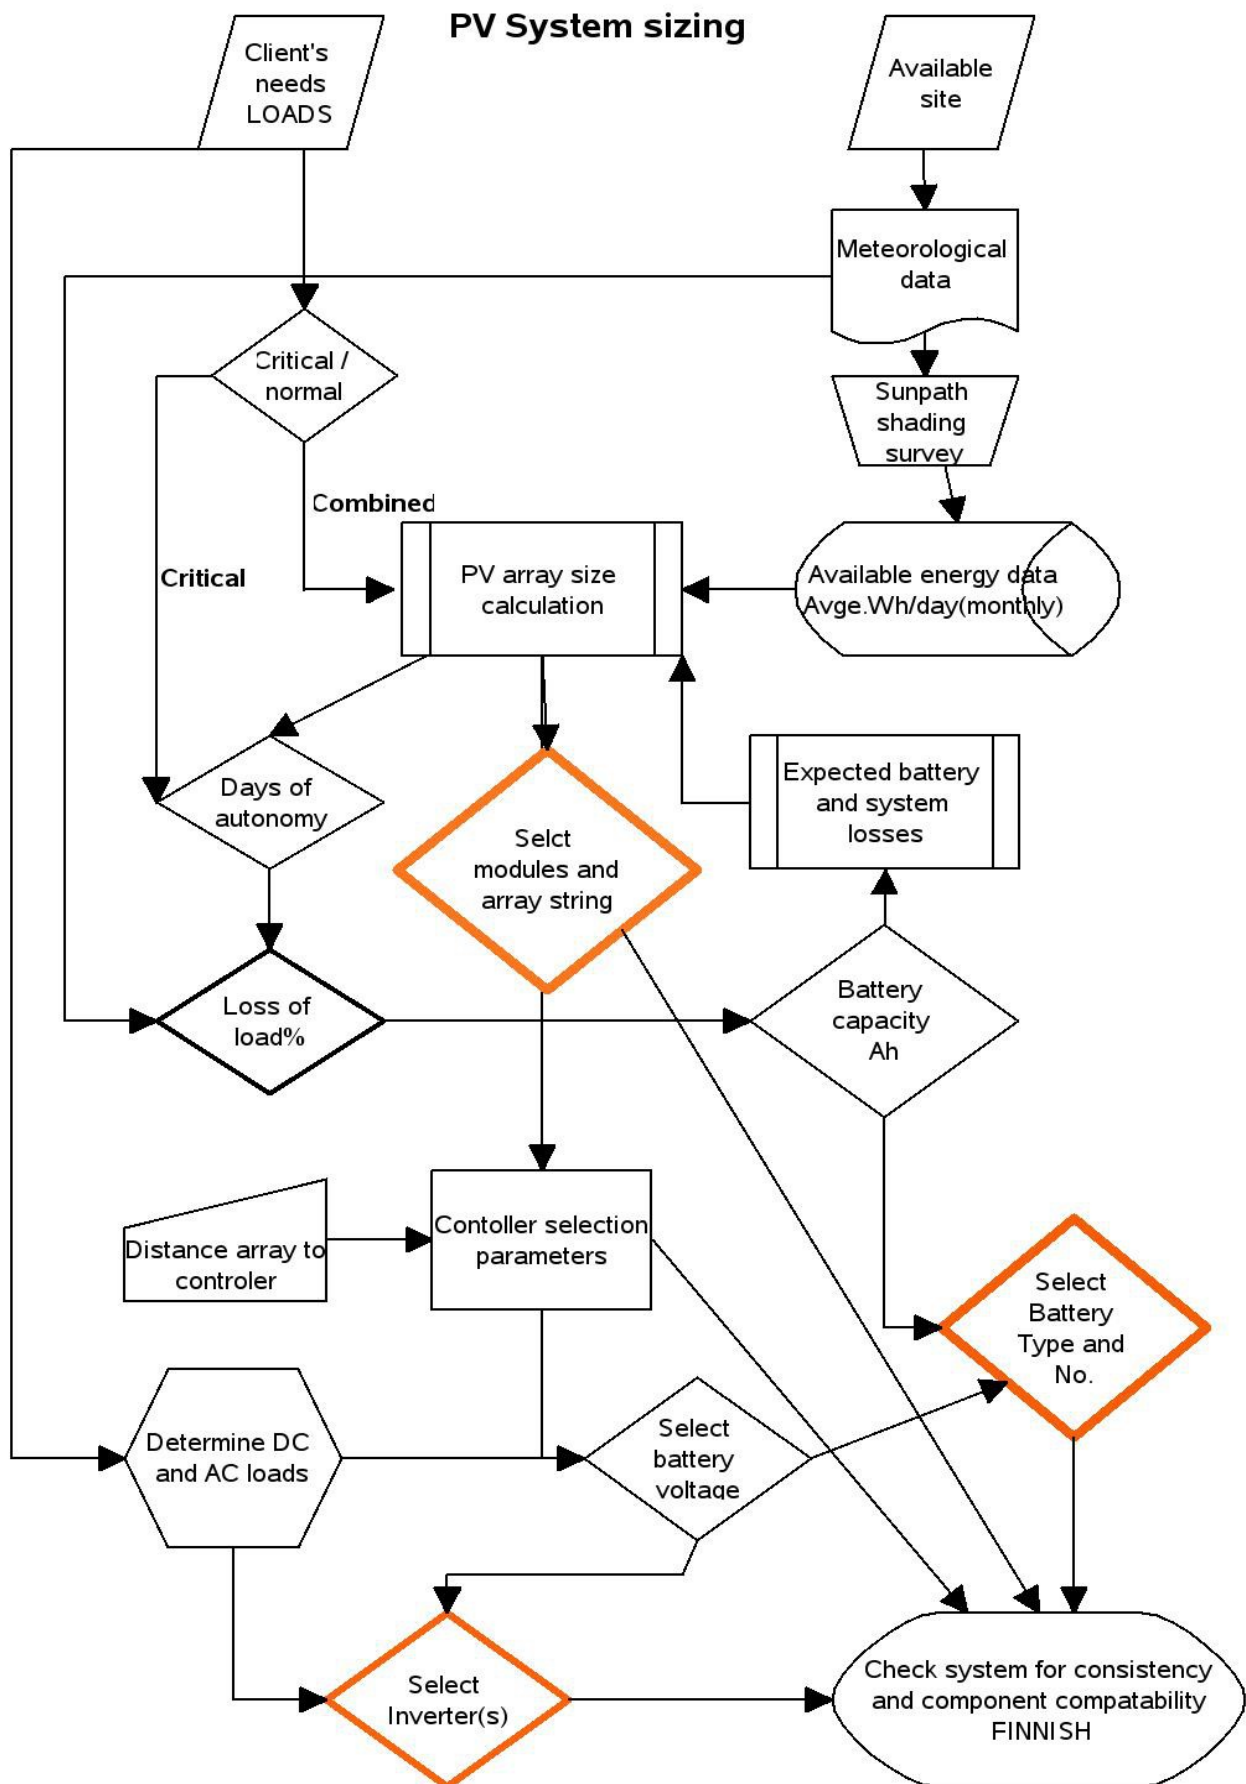 PV System sizing
Client's
needs
LOADS
Available
site
Meteorological
data
Critical /
normal
Sunpath
shading
survey
Combined
Critical
PV array size
calculation
Available energy data
Avge.Wh/day(monthly)
Days of
autonomy
Selct
modules and
array string
Expected battery
and system
losses
Loss of
load%
Battery
capacity
Ah
Distance array to
controler
Contoller selection
parameters
Select
Battery
Type and
No.
Determine DC
and AC loads
Select
battery
voltage
Select
Inverter(s)
Check system for consistency
and component compatability
FINNISH